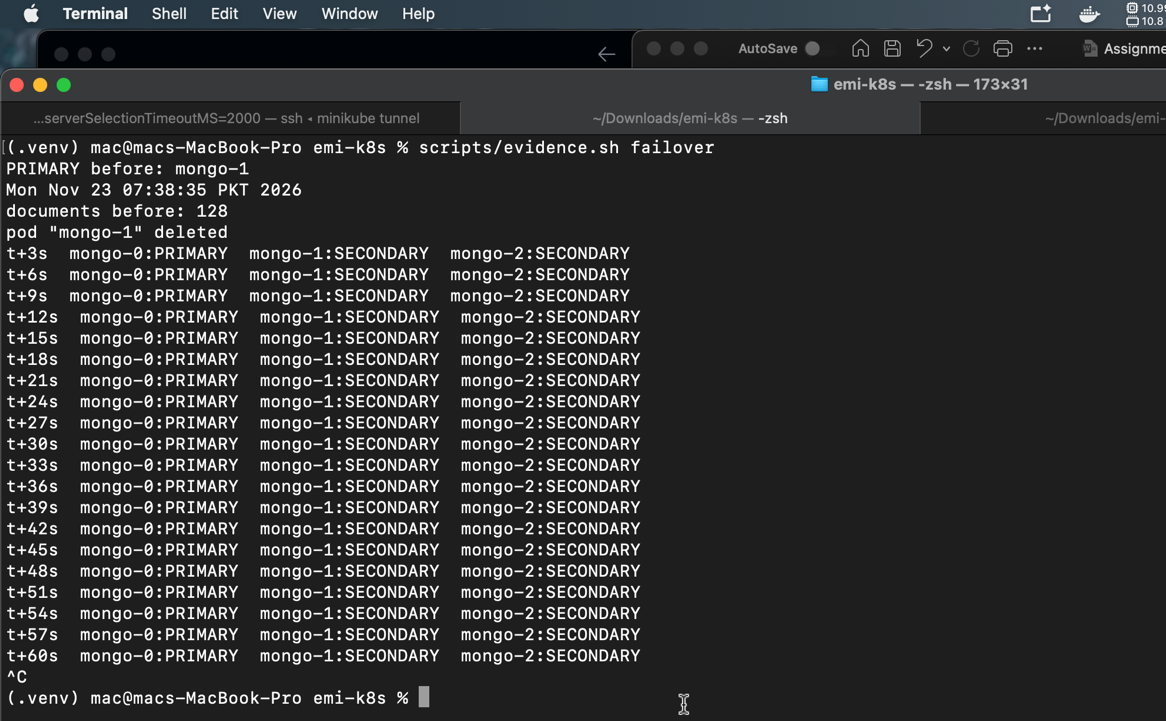 Terminal Shell Edit View Window Help
10.99
10.8
AutoSave
Assignme
emi-k8s — -zsh — 173×31
...serverSelectionTimeoutMS=2000 — ssh ◂ minikube tunnel
~/Downloads/emi-k8s — -zsh
~/Downloads/emi-
[(.venv) mac@macs-MacBook-Pro emi-k8s % scripts/evidence.sh failover
PRIMARY before: mongo-1
Mon Nov 23 07:38:35 PKT 2026
documents before: 128
pod "mongo-1" deleted
t+3s  mongo-0:PRIMARY  mongo-1:SECONDARY  mongo-2:SECONDARY
t+6s  mongo-0:PRIMARY  mongo-1:SECONDARY  mongo-2:SECONDARY
t+9s  mongo-0:PRIMARY  mongo-1:SECONDARY  mongo-2:SECONDARY
t+12s  mongo-0:PRIMARY  mongo-1:SECONDARY  mongo-2:SECONDARY
t+15s  mongo-0:PRIMARY  mongo-1:SECONDARY  mongo-2:SECONDARY
t+18s  mongo-0:PRIMARY  mongo-1:SECONDARY  mongo-2:SECONDARY
t+21s  mongo-0:PRIMARY  mongo-1:SECONDARY  mongo-2:SECONDARY
t+24s  mongo-0:PRIMARY  mongo-1:SECONDARY  mongo-2:SECONDARY
t+27s  mongo-0:PRIMARY  mongo-1:SECONDARY  mongo-2:SECONDARY
t+30s  mongo-0:PRIMARY  mongo-1:SECONDARY  mongo-2:SECONDARY
t+33s  mongo-0:PRIMARY  mongo-1:SECONDARY  mongo-2:SECONDARY
t+36s  mongo-0:PRIMARY  mongo-1:SECONDARY  mongo-2:SECONDARY
t+39s  mongo-0:PRIMARY  mongo-1:SECONDARY  mongo-2:SECONDARY
t+42s  mongo-0:PRIMARY  mongo-1:SECONDARY  mongo-2:SECONDARY
t+45s  mongo-0:PRIMARY  mongo-1:SECONDARY  mongo-2:SECONDARY
t+48s  mongo-0:PRIMARY  mongo-1:SECONDARY  mongo-2:SECONDARY
t+51s  mongo-0:PRIMARY  mongo-1:SECONDARY  mongo-2:SECONDARY
t+54s  mongo-0:PRIMARY  mongo-1:SECONDARY  mongo-2:SECONDARY
t+57s  mongo-0:PRIMARY  mongo-1:SECONDARY  mongo-2:SECONDARY
t+60s  mongo-0:PRIMARY  mongo-1:SECONDARY  mongo-2:SECONDARY
^C
(.venv) mac@macs-MacBook-Pro emi-k8s %